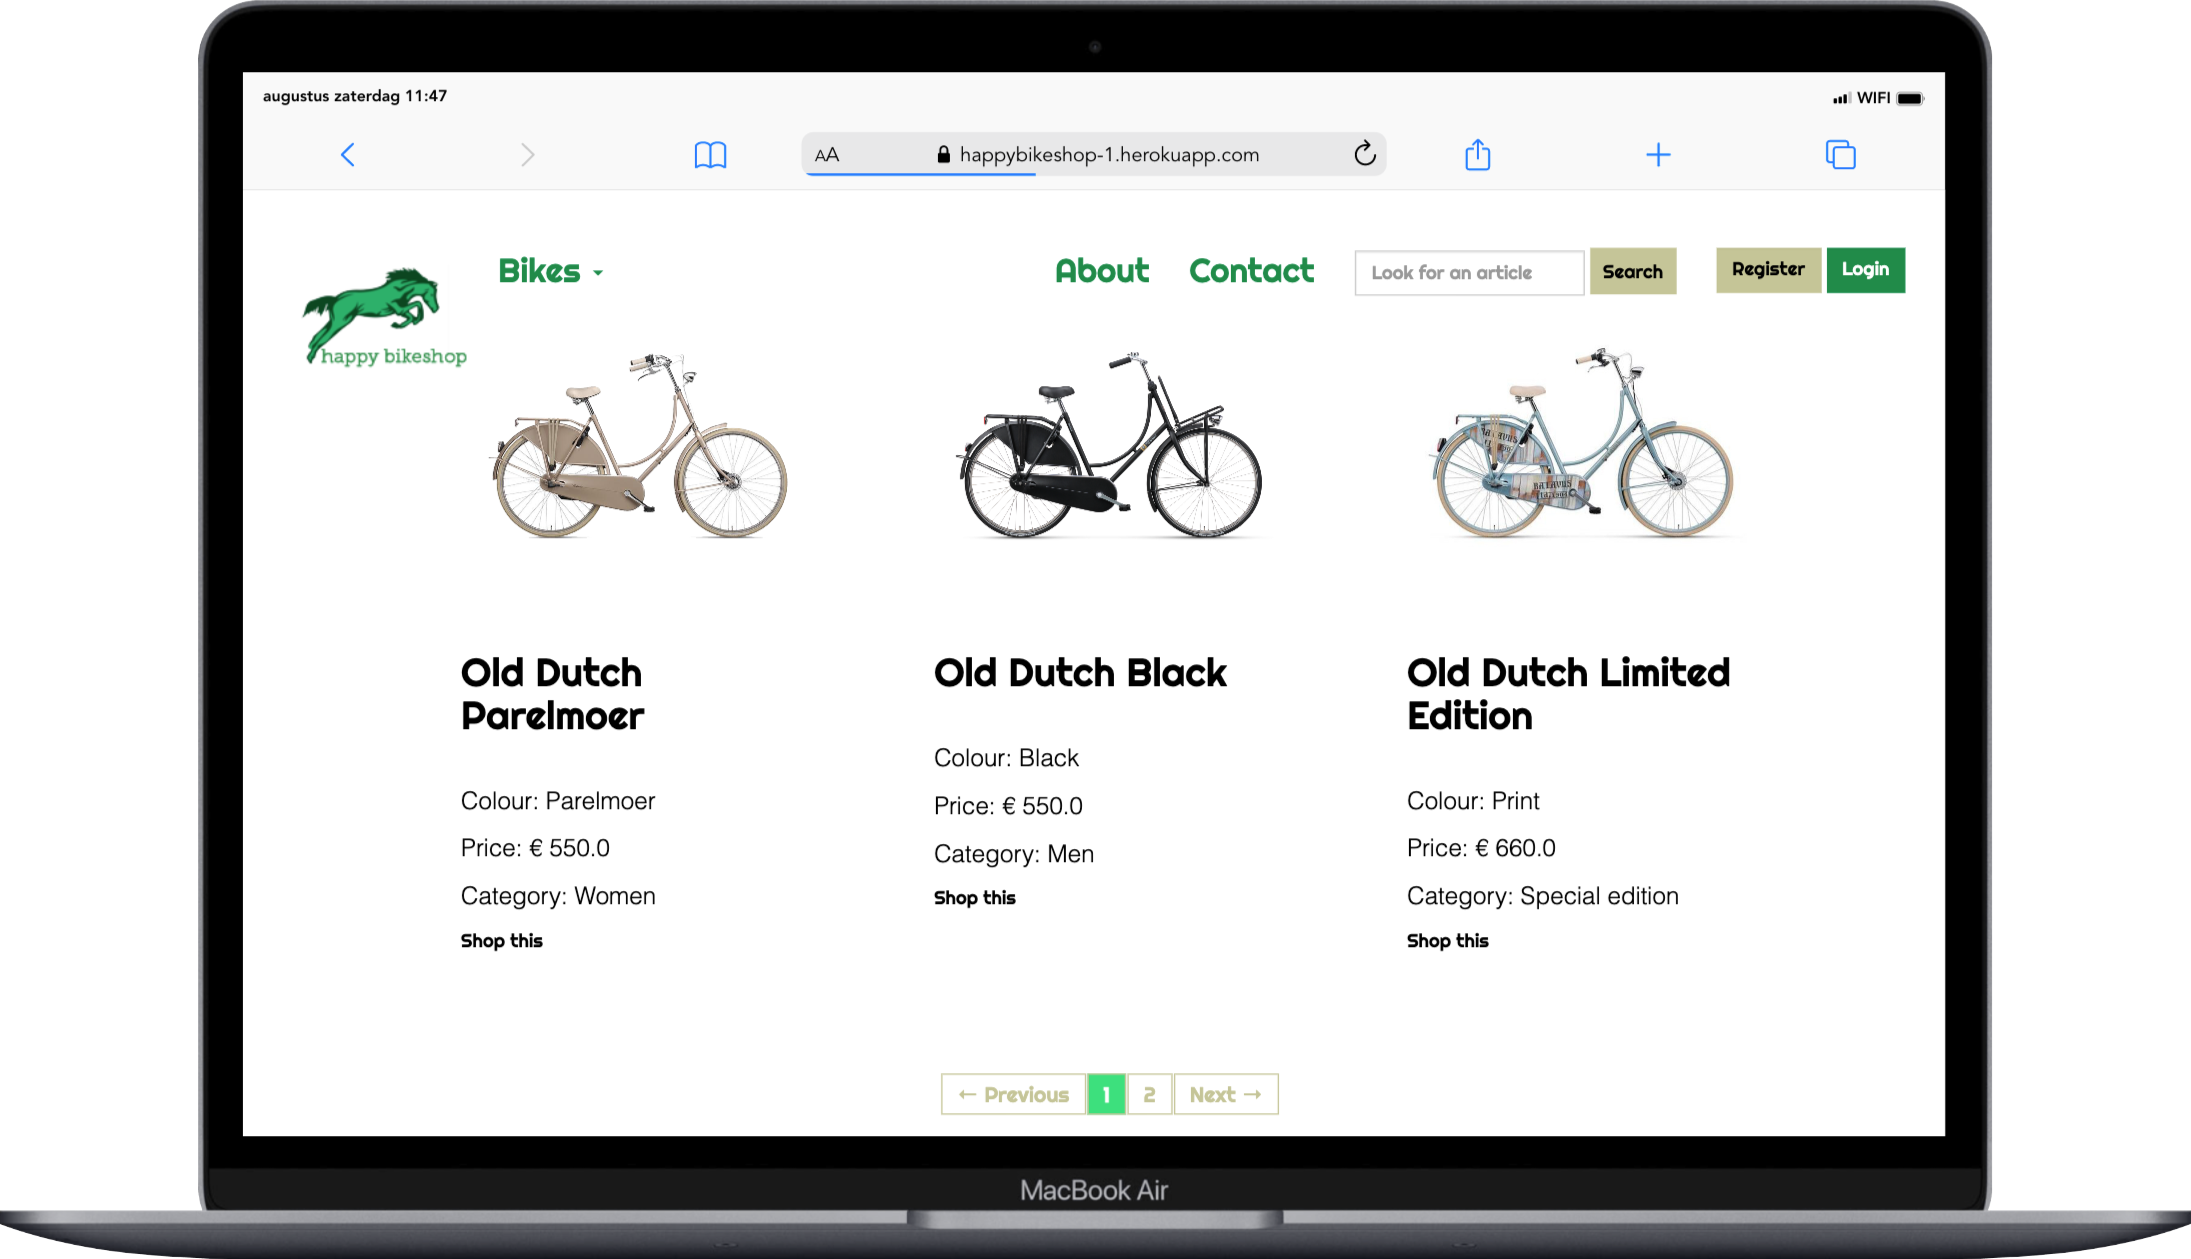 augustus zaterdag 11:47
WIFI
AA
happybikeshop-1.herokuapp.com
Bikes
About
Contact
Look for an article
Search
Register
Login
happy bikeshop
BATAVUS
Old Dutch
Parelmoer
Colour: Parelmoer
Price: € 550.0
Category: Women
Shop this
Old Dutch Black
Colour: Black
Price: € 550.0
Category: Men
Shop this
Old Dutch Limited
Edition
Colour: Print
Price: € 660.0
Category: Special edition
Shop this
← Previous
1
2
Next →
MacBook Air